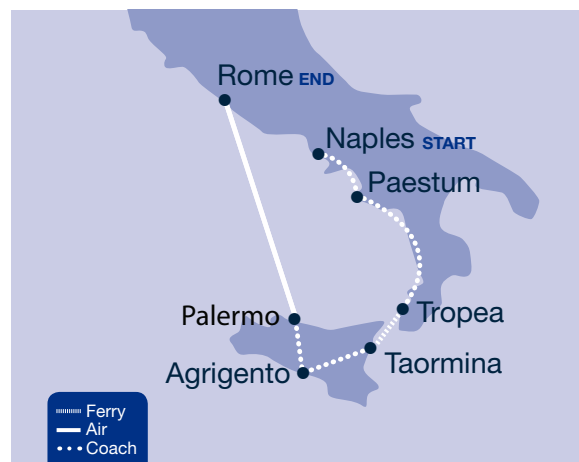 Rome END
Naples START
Paestum
Palermo
Tropea
Taormina
Agrigento
Ferry
Air
Coach